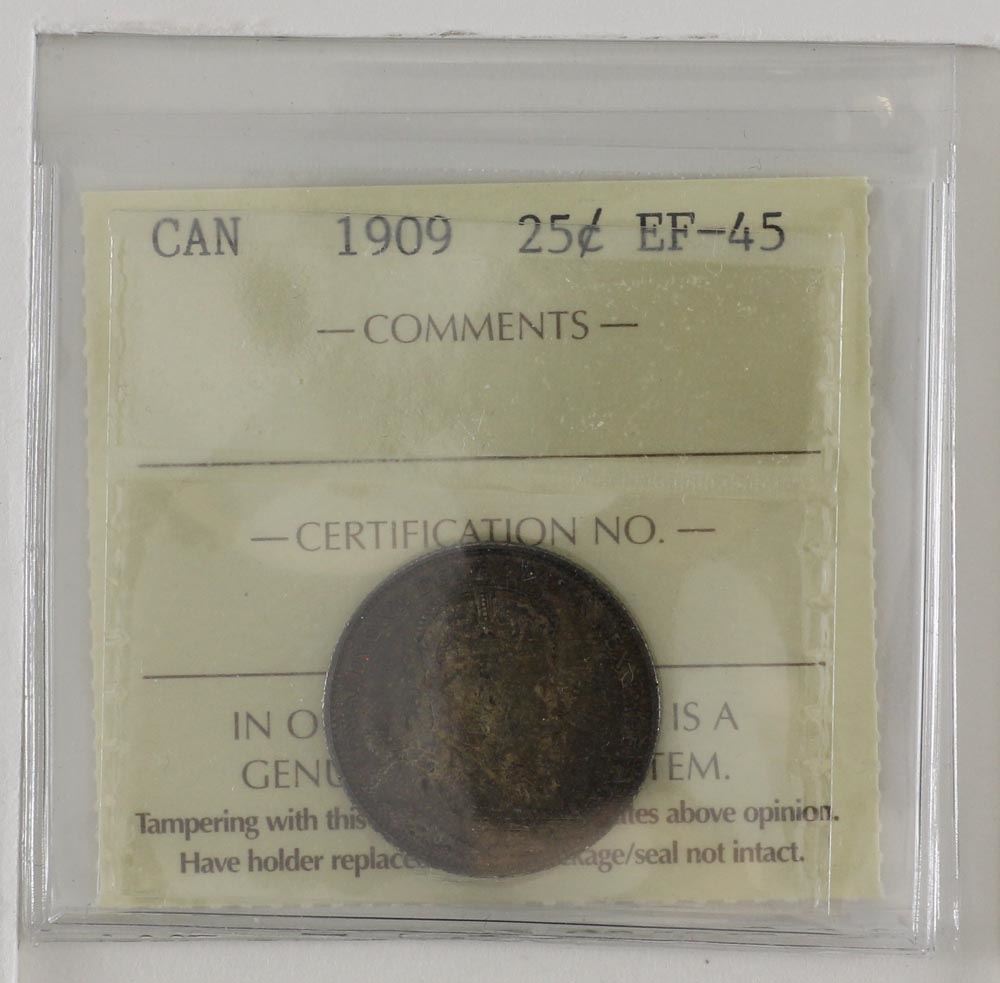 CAN 1909 25¢ EF-45
— COMMENTS —
— CERTIFICATION NO. —
IN O IS A
GENU TEM.
Tampering with this tes above opinion.
Have holder replace kage/seal not intact.